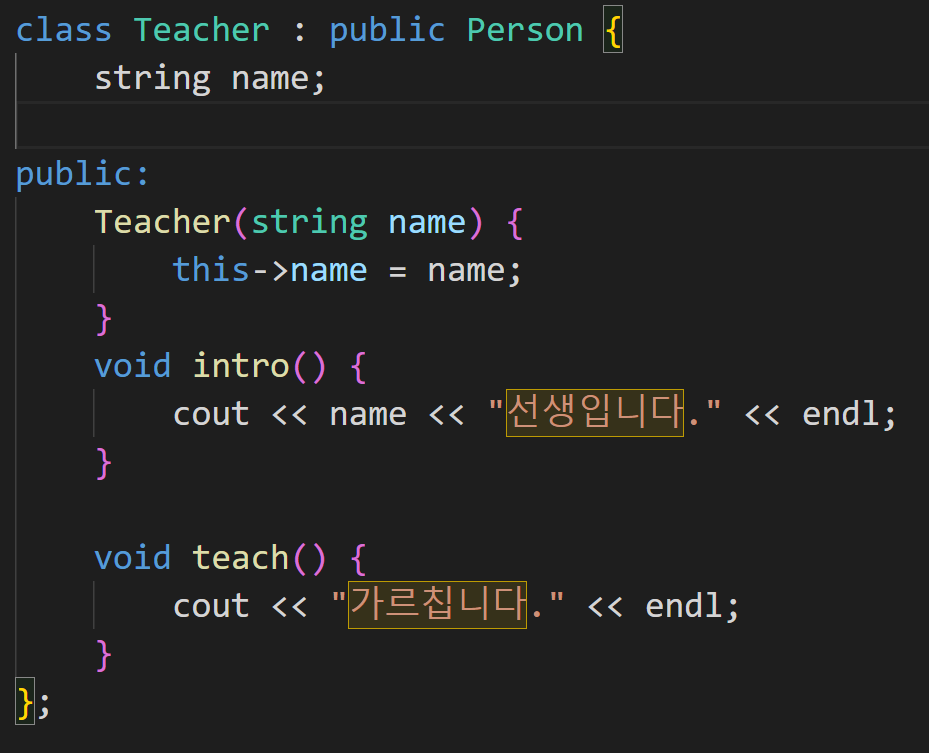 class Teacher : public Person {
    string name;

public:
    Teacher(string name) {
        this->name = name;
    }
    void intro() {
        cout << name << "선생입니다." << endl;
    }

    void teach() {
        cout << "가르칩니다." << endl;
    }
};